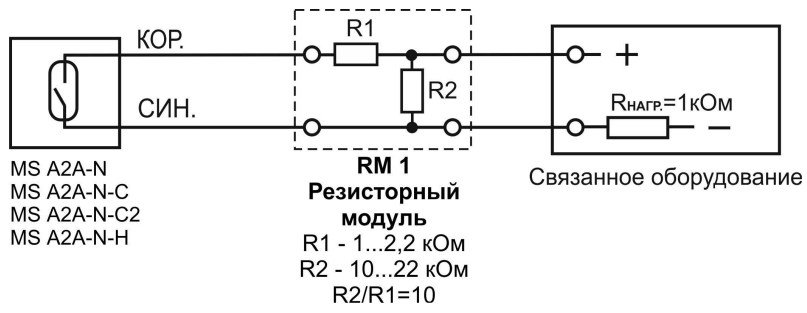 КОР.
СИН.
MS A2A-N
MS A2A-N-C
MS A2A-N-C2
MS A2A-N-H
R1
R2
RM 1
Резисторный
модуль
R1 - 1...2,2 кОм
R2 - 10...22 кОм
R2/R1=10
+
Rнагр.=1кОм
−
Связанное оборудование